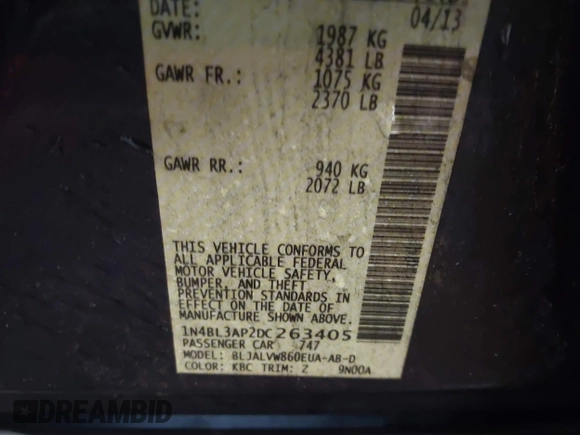 DATE: 04/13
GVWR: 1987 KG
4381 LB
GAWR FR.: 1075 KG
2370 LB
GAWR RR.: 940 KG
2072 LB
THIS VEHICLE CONFORMS TO
ALL APPLICABLE FEDERAL
MOTOR VEHICLE SAFETY,
BUMPER, AND THEFT
PREVENTION STANDARDS IN
EFFECT ON THE DATE OF
MANUFACTURE SHOWN ABOVE.
1N4BL3AP2DC263405
PASSENGER CAR 747
MODEL: BLJALVW860EUA-AB-D
COLOR: KBC TRIM: Z 9N00A
DREAMBID